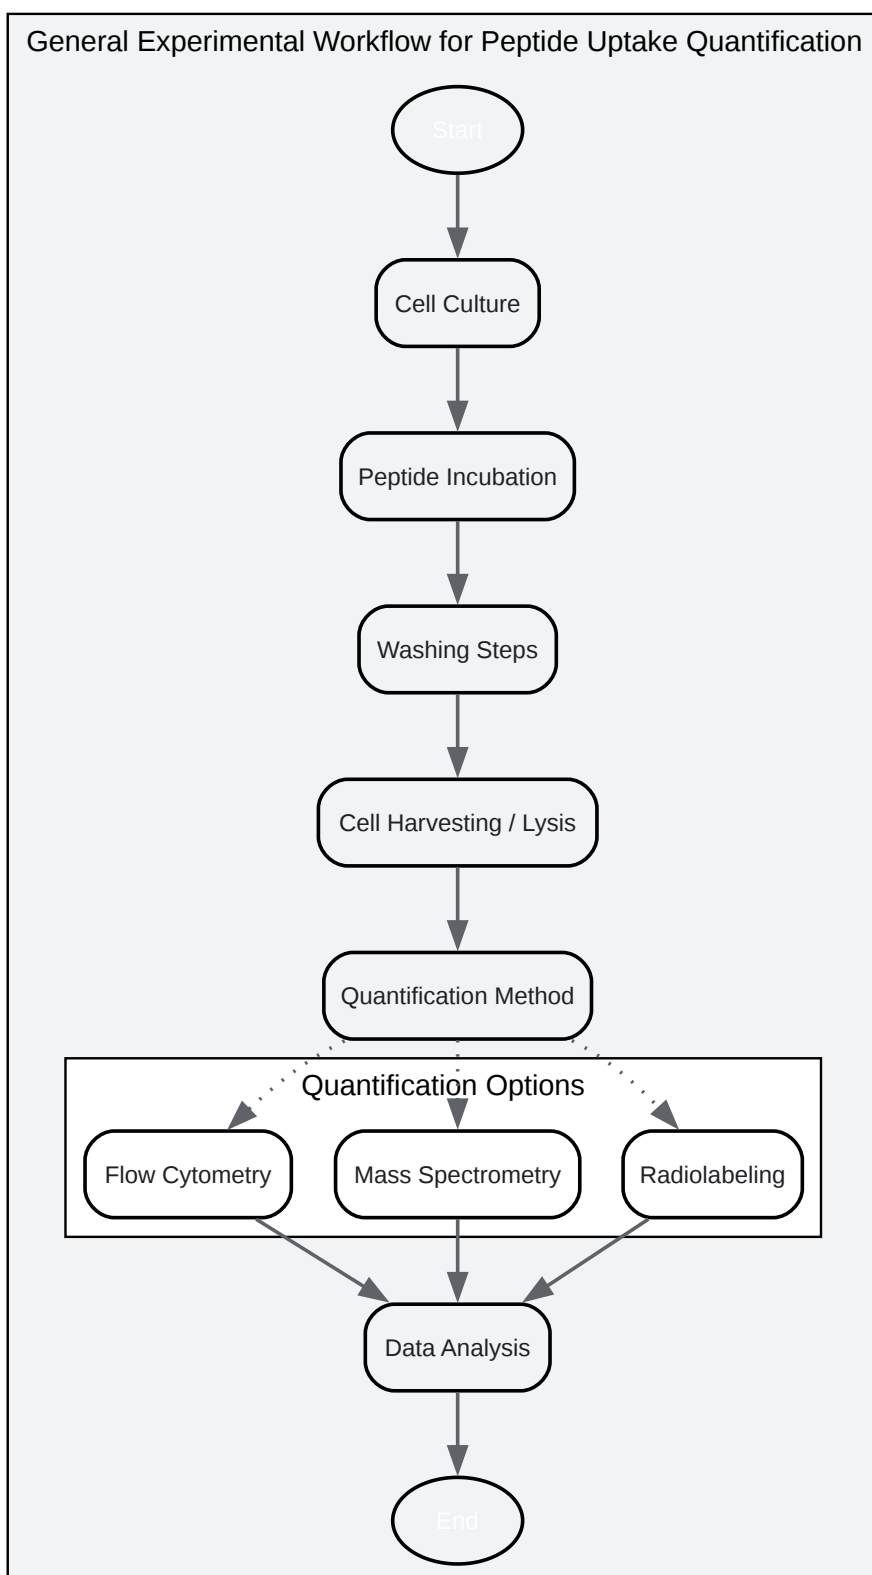 General Experimental Workflow for Peptide Uptake Quantification
Start
Cell Culture
Peptide Incubation
Washing Steps
Cell Harvesting / Lysis
Quantification Method
Quantification Options
Flow Cytometry
Mass Spectrometry
Radiolabeling
Data Analysis
End